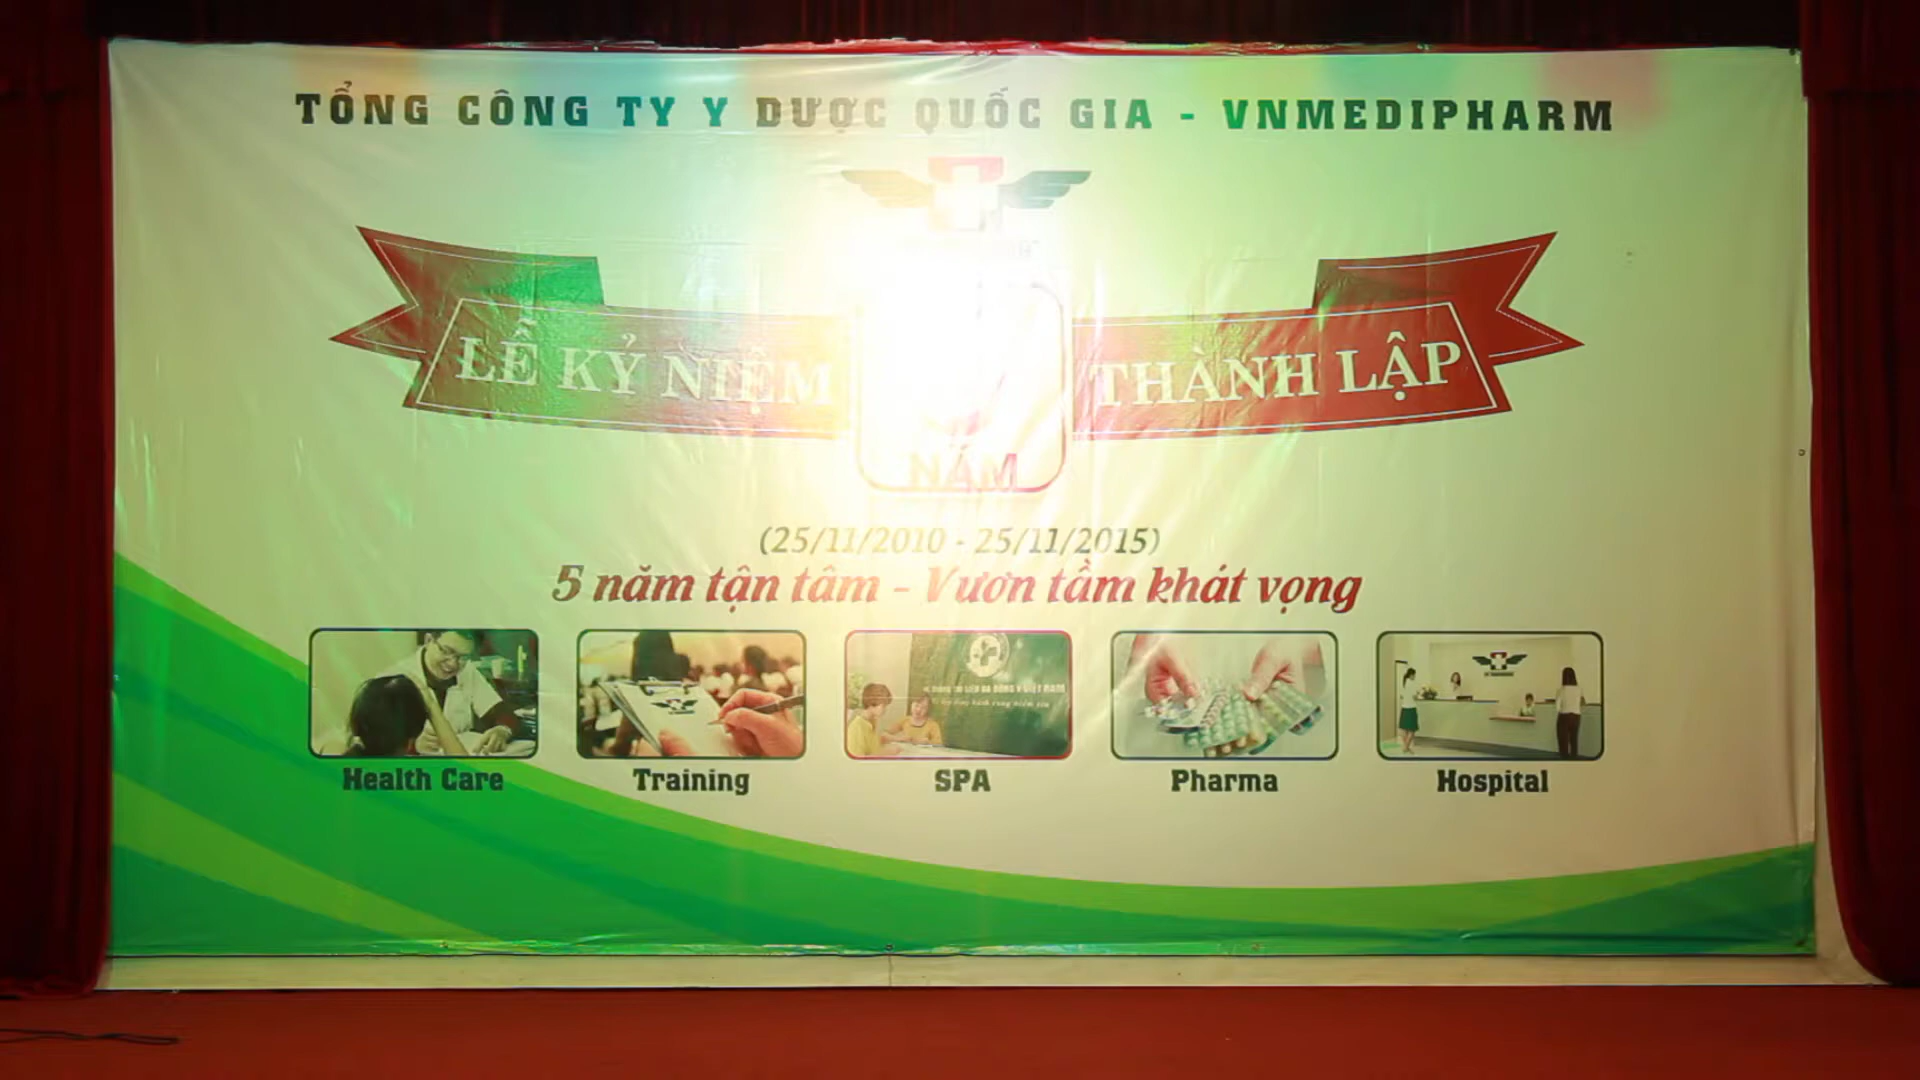 TỔNG CÔNG TY Y DƯỢC QUỐC GIA - VNMEDIPHARM
LỄ KỶ NIỆM
THÀNH LẬP
NĂM
(25/11/2010 - 25/11/2015)
5 năm tận tâm - Vươn tầm khát vọng
Health Care
Training
SPA
Pharma
Hospital